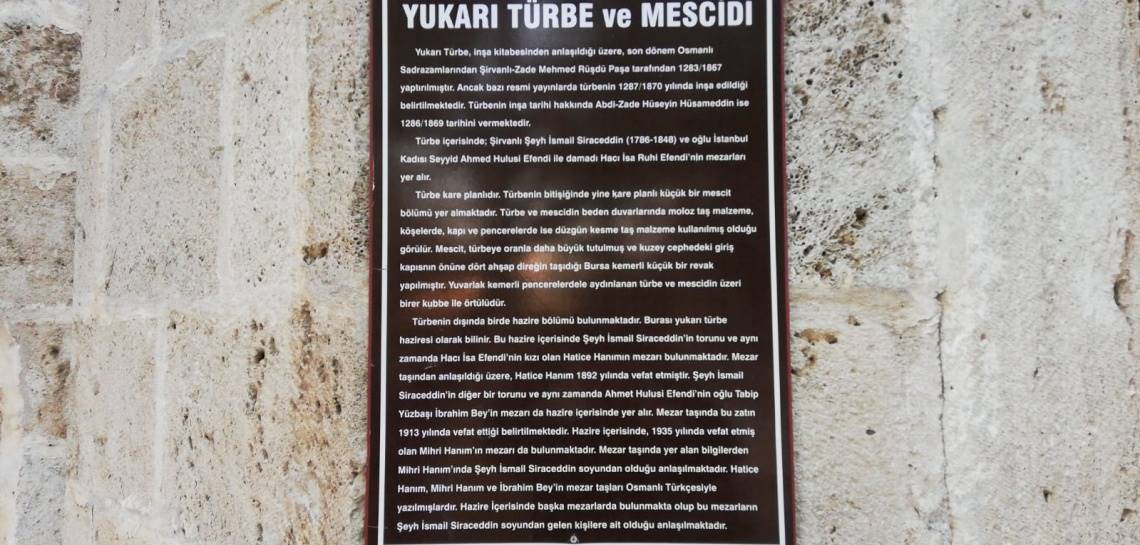 YUKARI TÜRBE ve MESCİDİ
Yukarı Türbe, inşa kitabesinden anlaşıldığı üzere, son dönem Osmanlı
Sadrazamlarından Şirvanlı-Zade Mehmed Rüşdü Paşa tarafından 1283/1867
yaptırılmıştır. Ancak bazı resmi yayınlarda türbenin 1287/1870 yılında inşa edildiği
belirtilmektedir. Türbenin inşa tarihi hakkında Abdi-Zade Hüseyin Hüsameddin ise
1286/1869 tarihini vermektedir.
Türbe içerisinde; Şirvanlı Şeyh İsmail Siraceddin (1786-1848) ve oğlu İstanbul
Kadısı Seyyid Ahmed Hulusi Efendi ile damadı Hacı İsa Ruhi Efendi'nin mezarları
yer alır.
Türbe kare planlıdır. Türbenin bitişiğinde yine kare planlı küçük bir mescit
bölümü yer almaktadır. Türbe ve mescidin beden duvarlarında moloz taş malzeme,
köşelerde, kapı ve pencerelerde ise düzgün kesme taş malzeme kullanılmış olduğu
görülür. Mescit, türbeye oranla daha büyük tutulmuş ve kuzey cephedeki giriş
kapısnın önüne dört ahşap direğin taşıdığı Bursa kemerli küçük bir revak
yapılmıştır. Yuvarlak kemerli pencerelerdele aydınlanan türbe ve mescidin üzeri
birer kubbe ile örtülüdür.
Türbenin dışında birde hazire bölümü bulunmaktadır. Burası yukarı türbe
haziresi olarak bilinir. Bu hazire içerisinde Şeyh İsmail Siraceddin'in torunu ve aynı
zamanda Hacı İsa Efendi'nin kızı olan Hatice Hanımın mezarı bulunmaktadır. Mezar
taşından anlaşıldığı üzere, Hatice Hanım 1892 yılında vefat etmiştir. Şeyh İsmail
Siraceddin'in diğer bir torunu ve aynı zamanda Ahmet Hulusi Efendi'nin oğlu Tabip
Yüzbaşı İbrahim Bey'in mezarı da hazire içerisinde yer alır. Mezar taşında bu zatın
1913 yılında vefat ettiği belirtilmektedir. Hazire içerisinde, 1935 yılında vefat etmiş
olan Mihri Hanım'ın mezarı da bulunmaktadır. Mezar taşında yer alan bilgilerden
Mihri Hanım'ında Şeyh İsmail Siraceddin soyundan olduğu anlaşılmaktadır. Hatice
Hanım, Mihri Hanım ve İbrahim Bey'in mezar taşları Osmanlı Türkçesiyle
yazılmışlardır. Hazire İçerisinde başka mezarlarda bulunmakta olup bu mezarların
Şeyh İsmail Siraceddin soyundan gelen kişilere ait olduğu anlaşılmaktadır.